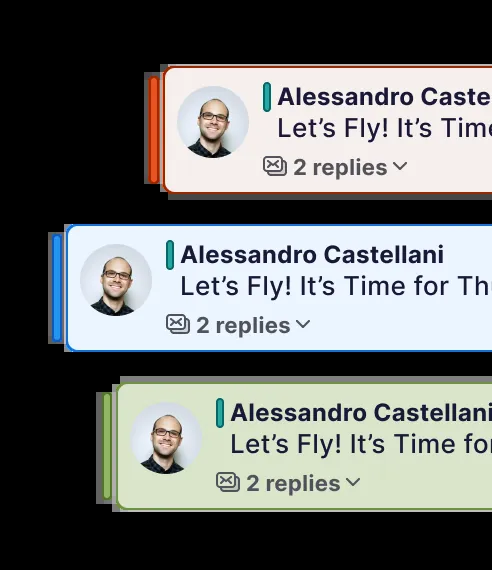 Alessandro Caste
Let’s Fly! It’s Time
2 replies
Alessandro Castellani
Let’s Fly! It’s Time for Th
2 replies
Alessandro Castellani
Let’s Fly! It’s Time for
2 replies